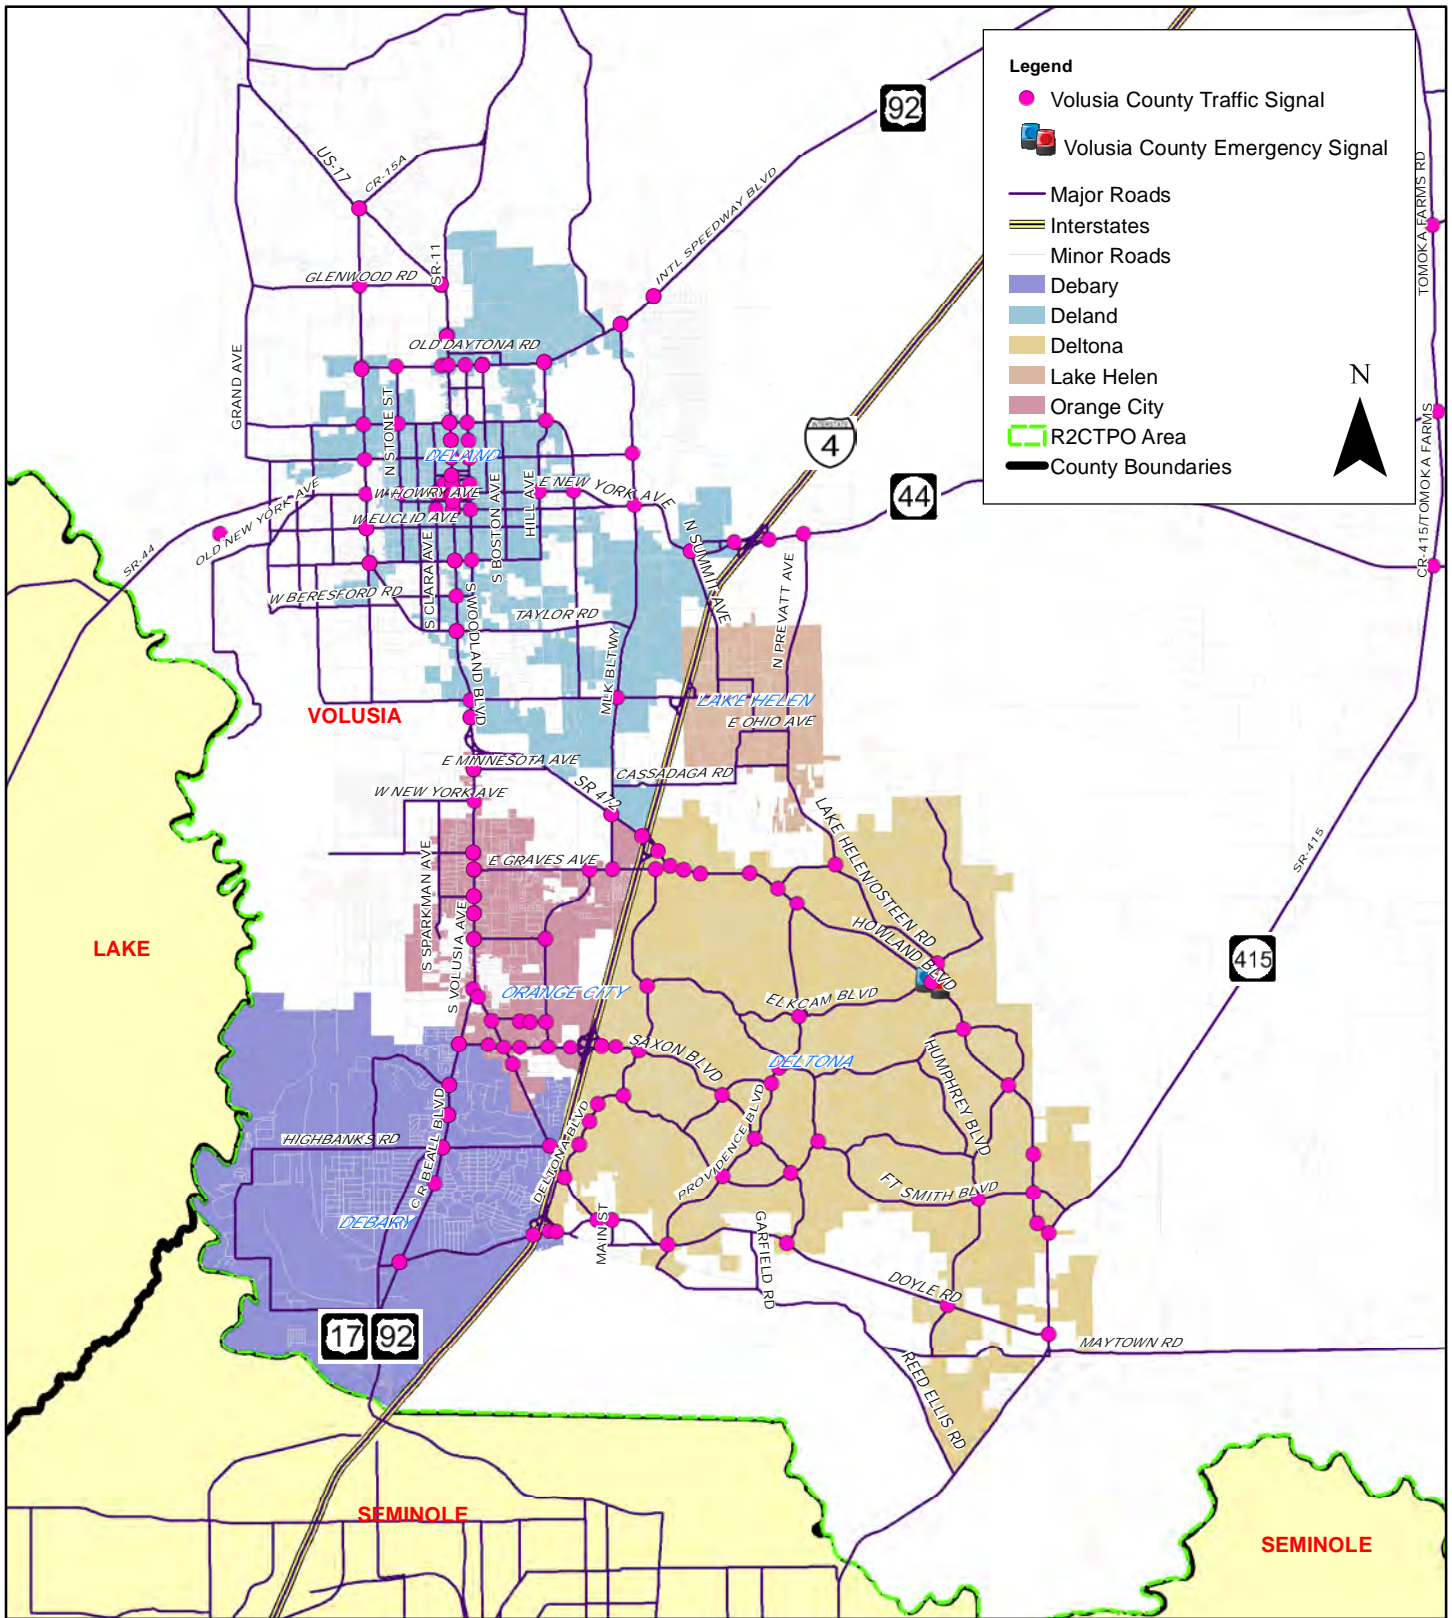 Legend
Volusia County Traffic Signal
Volusia County Emergency Signal
Major Roads
Interstates
Minor Roads
Debary
Deland
Deltona
Lake Helen
Orange City
R2CTPO Area
County Boundaries
N
92
US-17
CR-15A
SR-11
INTL SPEEDWAY BLVD
TOMOKA FARMS RD
GLENWOOD RD
OLD DAYTONA RD
GRAND AVE
N STONE ST
INTERSTATE
4
CR-415/TOMOKA FARMS
DELAND
44
W HOWRY AVE
E NEW YORK AVE
OLD NEW YORK AVE
W EUCLID AVE
S BOSTON AVE
HILL AVE
SR-44
N SUMMIT AVE
S CLARA AVE
N PREVATT AVE
W BERESFORD RD
TAYLOR RD
S WOODLAND BLVD
MLK BLTWY
VOLUSIA
LAKE HELEN
E OHIO AVE
E MINNESOTA AVE
CASSADAGA RD
SR 472
W NEW YORK AVE
LAKE HELEN/OSTEEN RD
E GRAVES AVE
S SPARKMAN AVE
SR-415
S VOLUSIA AVE
HOWLAND BLVD
LAKE
415
ORANGE CITY
ELKCAM BLVD
SAXON BLVD
DELTONA
HUMPHREY BLVD
C R BEALL BLVD
DELTONA BLVD
PROVIDENCE BLVD
HIGHBANKS RD
FT SMITH BLVD
DEBARY
MAIN ST
GARFIELD RD
DOYLE RD
17
92
MAYTOWN RD
REED ELLIS RD
SEMINOLE
SEMINOLE